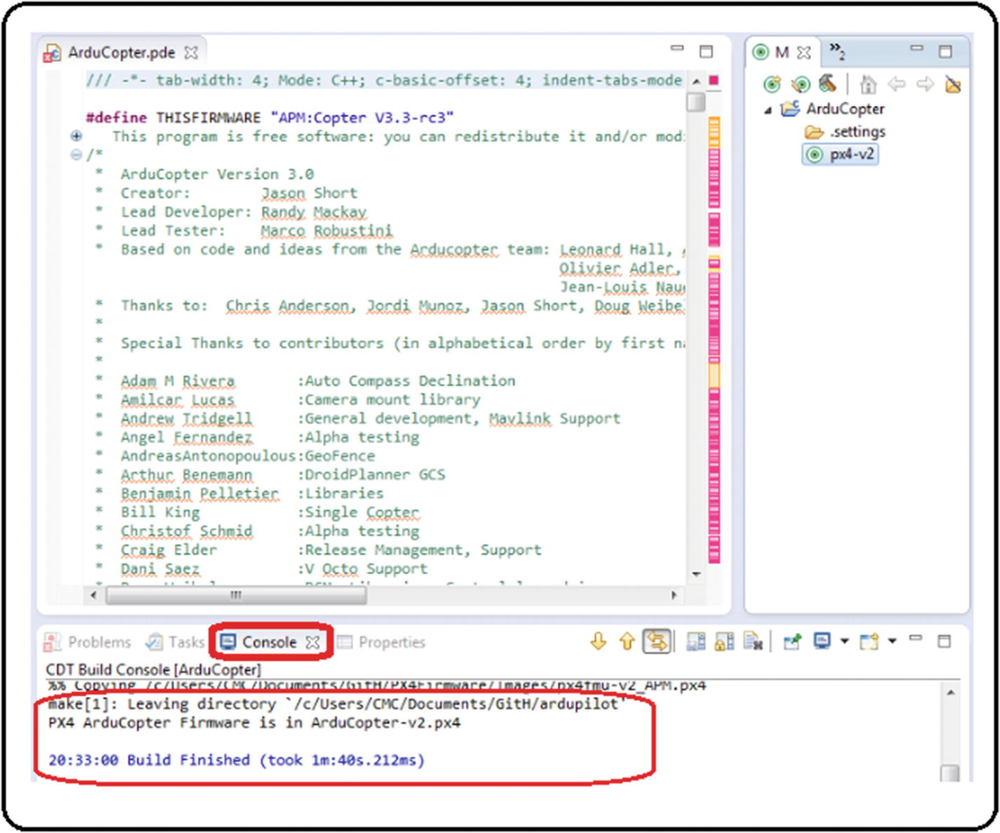 ArduCopter.pde
/// -*- tab-width: 4; Mode: C++; c-basic-offset: 4; indent-tabs-mode
#define THISFIRMWARE "APM:Copter V3.3-rc3"
This program is free software: you can redistribute it and/or mod
/*
* ArduCopter Version 3.0
* Creator: Jason Short
* Lead Developer: Randy Mackay
* Lead Tester: Marco Robustini
* Based on code and ideas from the Arducopter team: Leonard Hall,
Olivier Adler,
Jean-Louis
* Thanks to: Chris Anderson, Jordi Munoz, Jason Short, Doug Weibel
*
* Special Thanks to contributors (in alphabetical order by first
*
* Adam M Rivera :Auto Compass Declination
* Amilcar Lucas :Camera mount library
* Andrew Tridgell :General development, Mavlink Support
* Angel Fernandez :Alpha testing
* AndreasAntonopoulous:GeoFence
* Arthur Benemann :DroidPlanner GCS
* Benjamin Pelletier :Libraries
* Bill King :Single Copter
* Christof Schmid :Alpha testing
* Craig Elder :Release Management, Support
* Dani Saez :V Octo Support
M
»2
ArduCopter
.settings
px4-v2
Problems Tasks Console Properties
CDT Build Console [ArduCopter]
%% Copying /c/Users/CMC/Documents/GitH/PX4Firmware/Images/px4fmu-v2_APM.px4
make[1]: Leaving directory `/c/Users/CMC/Documents/GitH/ardupilot'
PX4 ArduCopter Firmware is in ArduCopter-v2.px4
20:33:00 Build Finished (took 1m:40s.212ms)